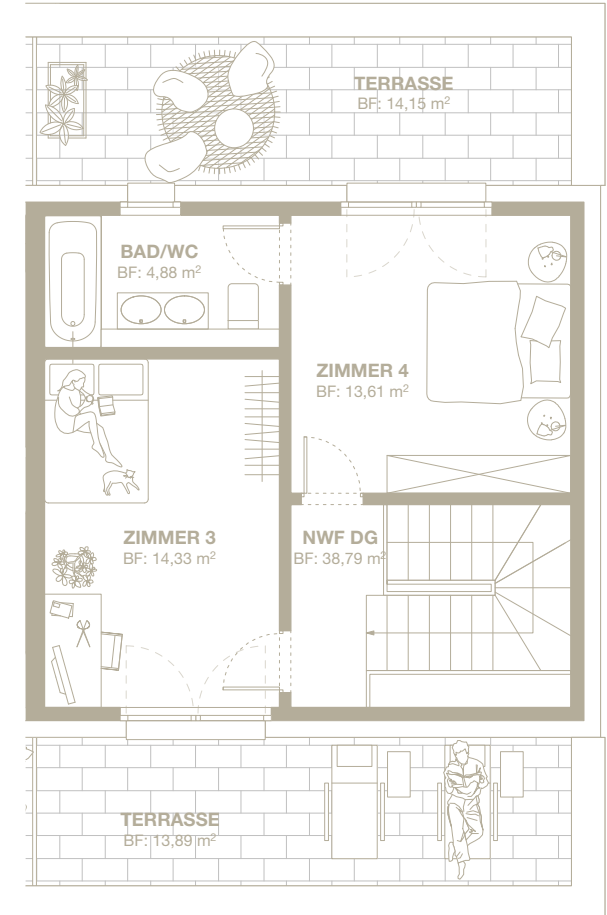 TERRASSE
BF: 14,15 m²
BAD/WC
BF: 4,88 m²
ZIMMER 4
BF: 13,61 m²
ZIMMER 3
BF: 14,33 m²
NWF DG
BF: 38,79 m²
TERRASSE
BF: 13,89 m²